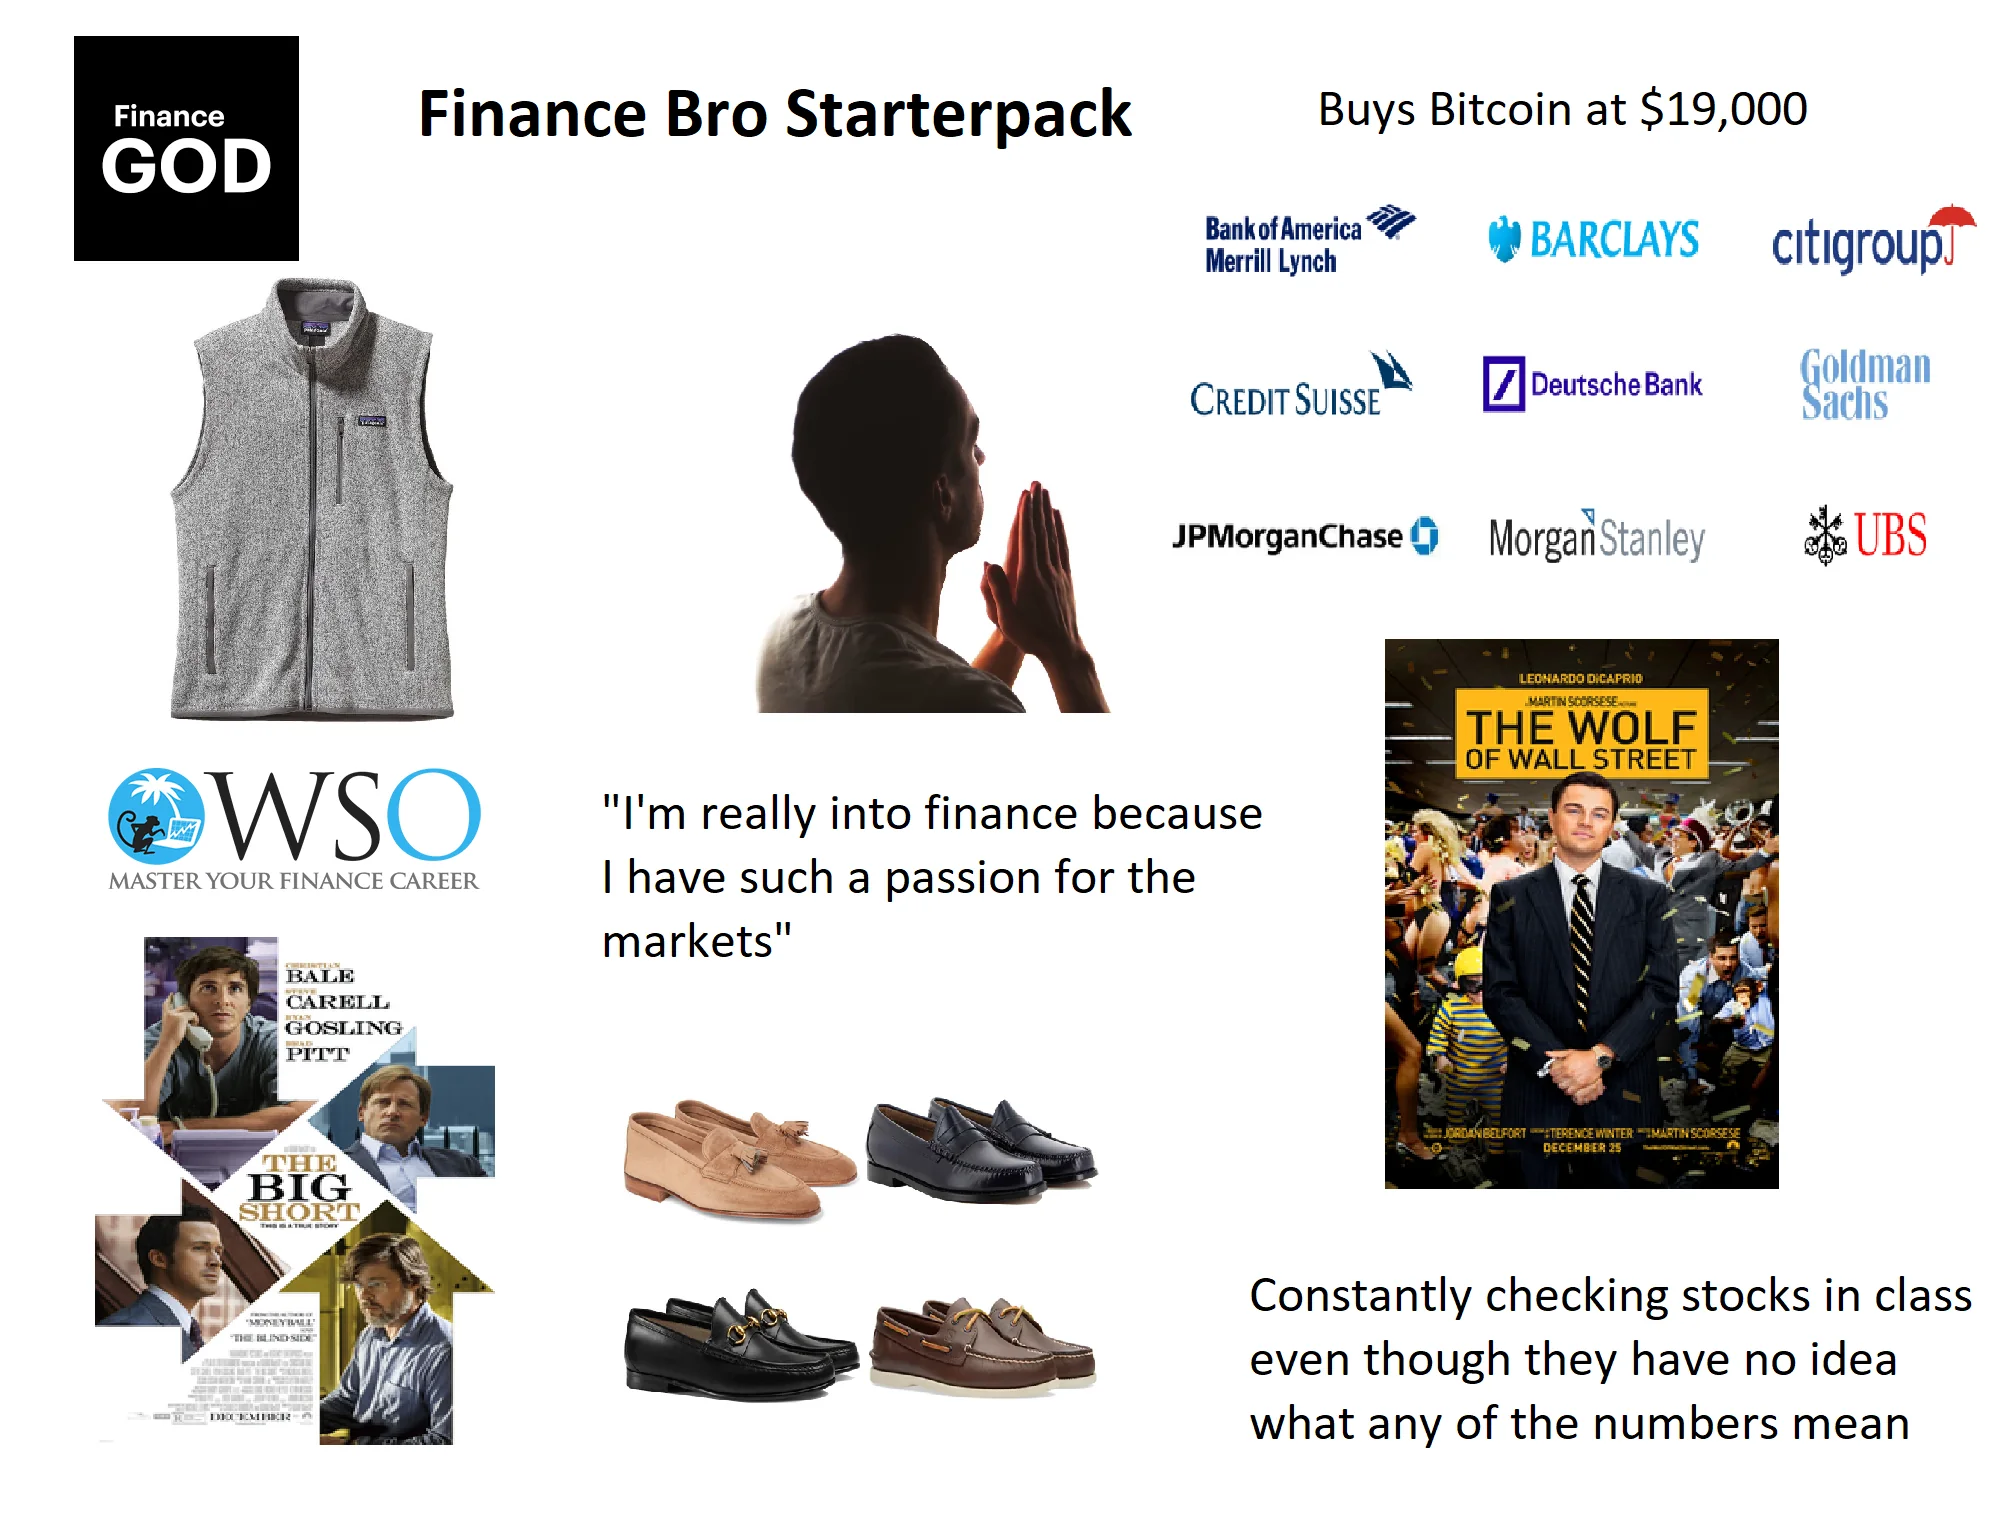 Finance
GOD
Finance Bro Starterpack
Buys Bitcoin at $19,000
Bank of America
Merrill Lynch
BARCLAYS
citigroup
CREDIT SUISSE
Deutsche Bank
Goldman
Sachs
JPMorganChase
Morgan Stanley
UBS
patagonia
WSO
MASTER YOUR FINANCE CAREER
"I'm really into finance because
I have such a passion for the
markets"
LEONARDO DiCAPRIO
MARTIN SCORSESE
THE WOLF
OF WALL STREET
JORDAN BELFORT TERENCE WINTER MARTIN SCORSESE
DECEMBER 25
CHRISTIAN
BALE
STEVE
CARELL
RYAN
GOSLING
BRAD
PITT
THE
BIG
SHORT
THIS IS A TRUE STORY
"MONEYBALL"
"THE BLIND SIDE"
DECEMBER
Constantly checking stocks in class
even though they have no idea
what any of the numbers mean